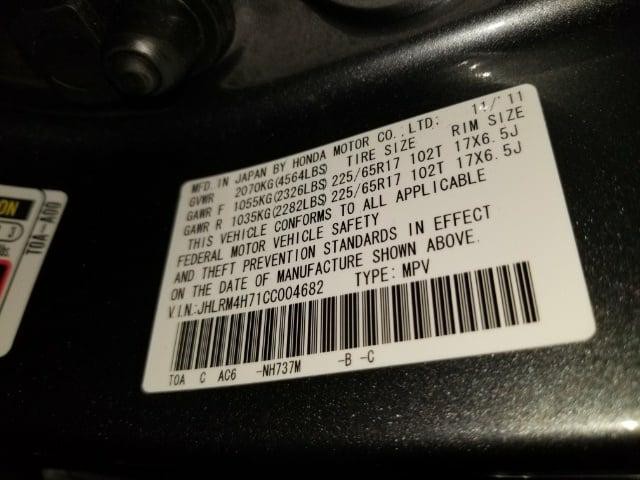 MFD. IN JAPAN BY HONDA MOTOR CO., LTD: 11/'11
GVWR 2070KG(4564LBS) TIRE SIZE RIM SIZE
GAWR F 1055KG(2326LBS) 225/65R17 102T 17X6.5J
GAWR R 1035KG(2282LBS) 225/65R17 102T 17X6.5J
THIS VEHICLE CONFORMS TO ALL APPLICABLE
FEDERAL MOTOR VEHICLE SAFETY
AND THEFT PREVENTION STANDARDS IN EFFECT
ON THE DATE OF MANUFACTURE SHOWN ABOVE.
V.I.N:JHLRM4H71CC004682 TYPE: MPV
T0A C AC6 -NH737M -B -C
ON
T0A-A00